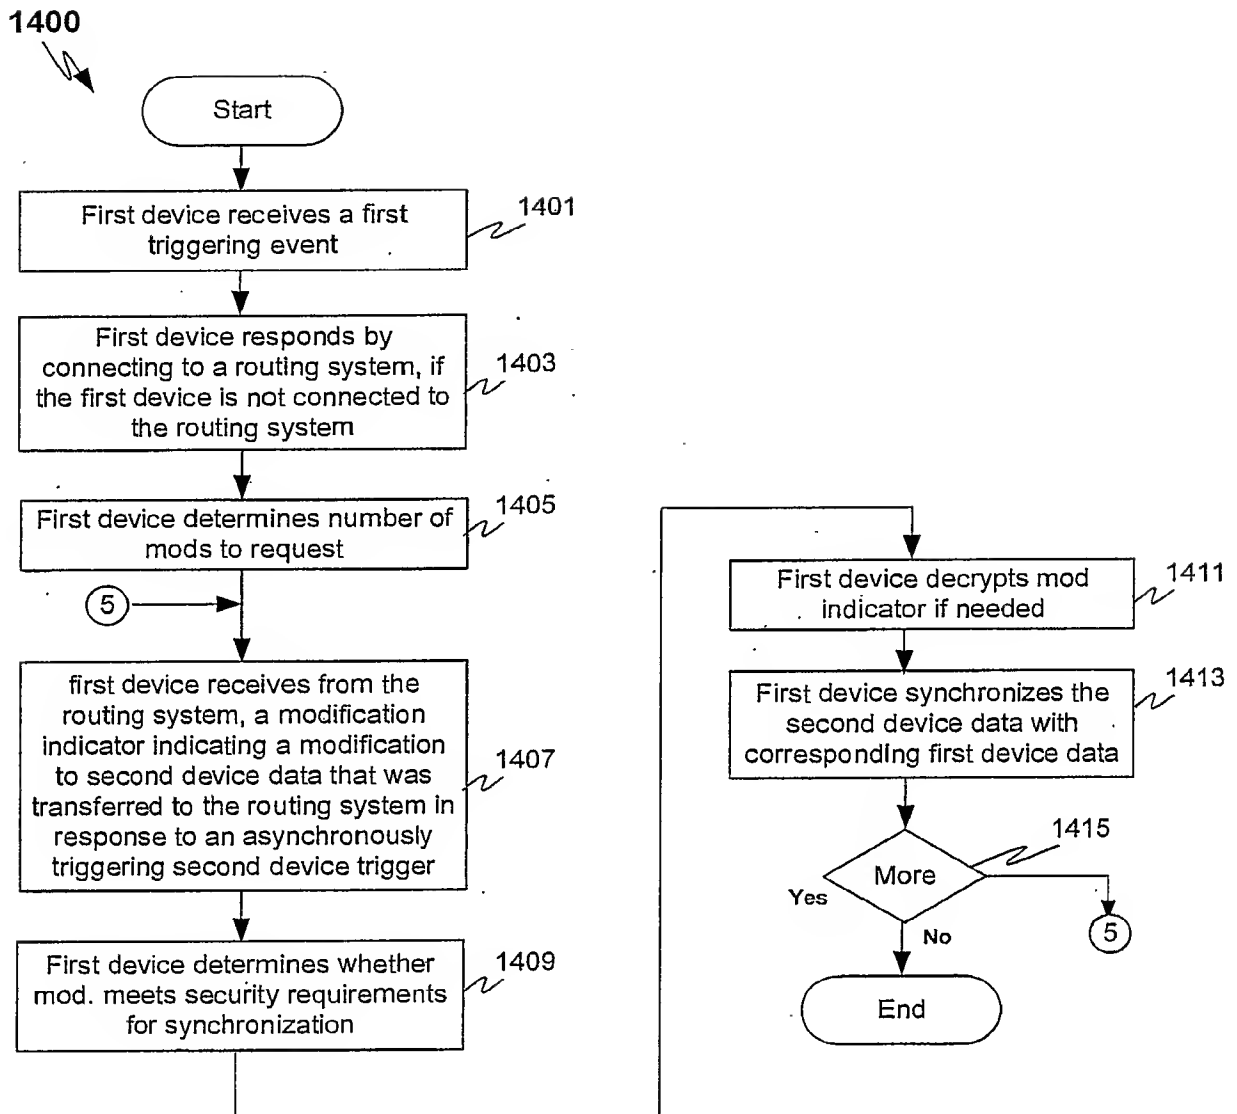 1400
Start
First device receives a first
triggering event
1401
First device responds by
connecting to a routing system, if
the first device is not connected to
the routing system
1403
First device determines number of
mods to request
1405
5
first device receives from the
routing system, a modification
indicator indicating a modification
to second device data that was
transferred to the routing system in
response to an asynchronously
triggering second device trigger
1407
First device determines whether
mod. meets security requirements
for synchronization
1409
First device decrypts mod
indicator if needed
1411
First device synchronizes the
second device data with
corresponding first device data
1413
More
1415
Yes
No
5
End